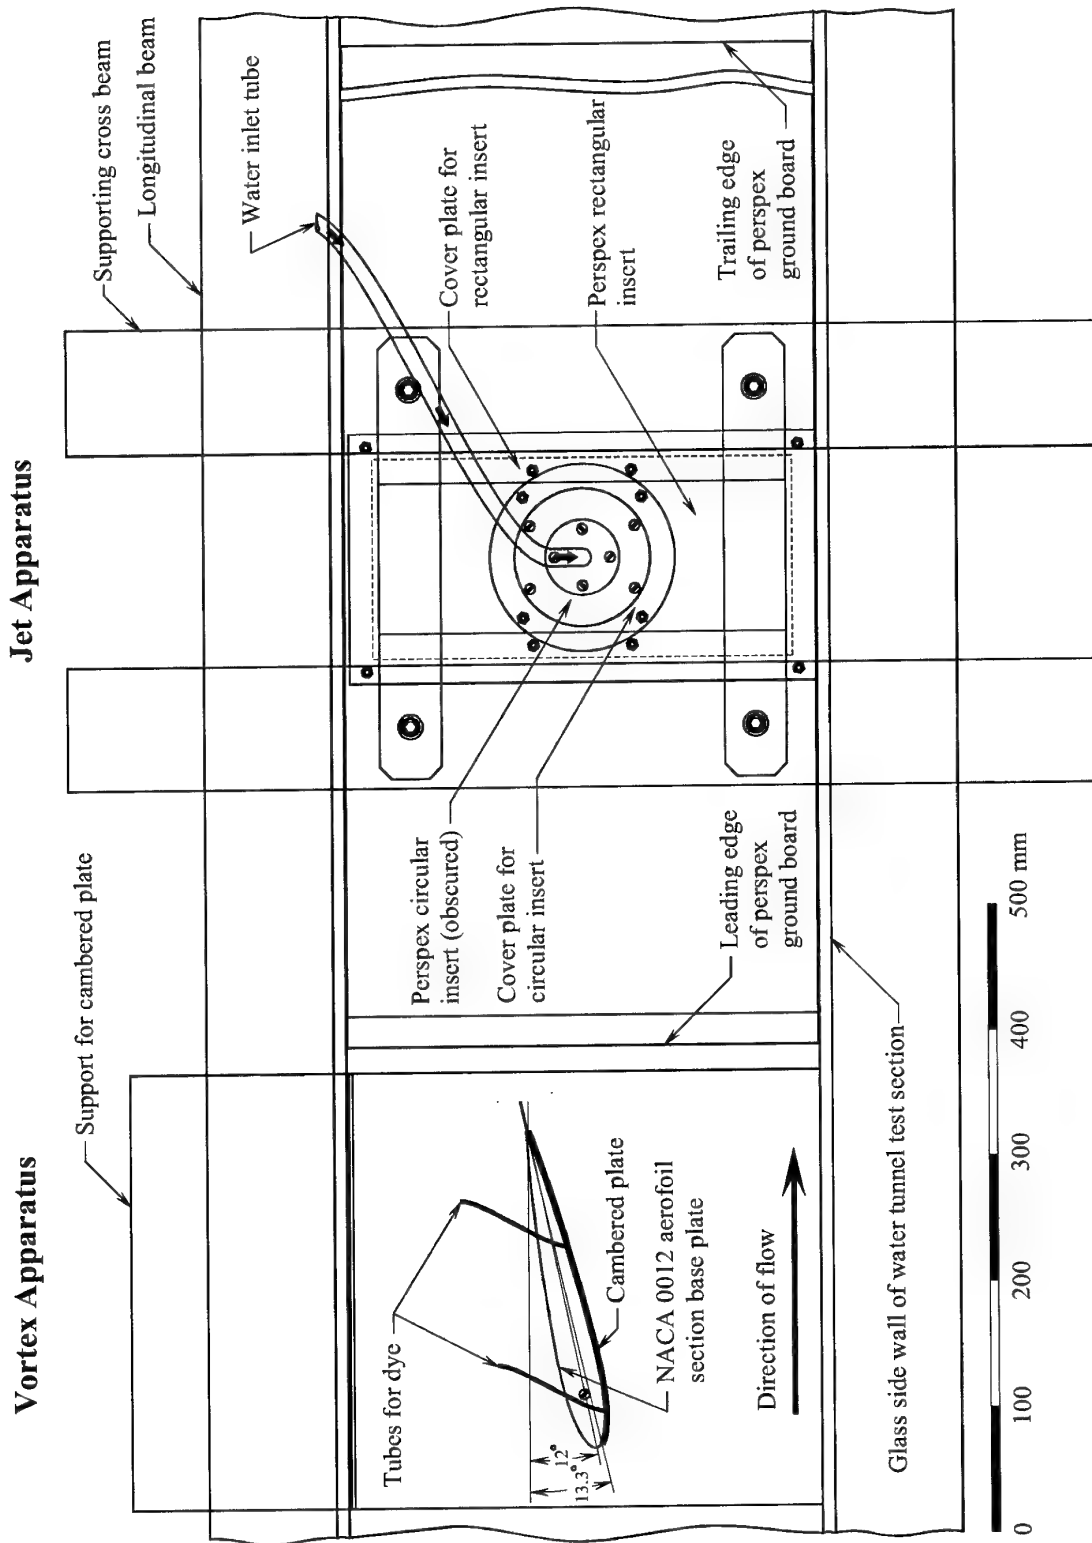 Vortex Apparatus
Jet Apparatus
Support for cambered plate
Supporting cross beam
Longitudinal beam
Water inlet tube
Tubes for dye
Cover plate for
rectangular insert
Perspex circular
insert (obscured)
Cover plate for
circular insert
Perspex rectangular
insert
12°
13.3°
Cambered plate
NACA 0012 aerofoil
section base plate
Leading edge
of perspex
ground board
Trailing edge
of perspex
ground board
Direction of flow
Glass side wall of water tunnel test section
0
100
200
300
400
500 mm